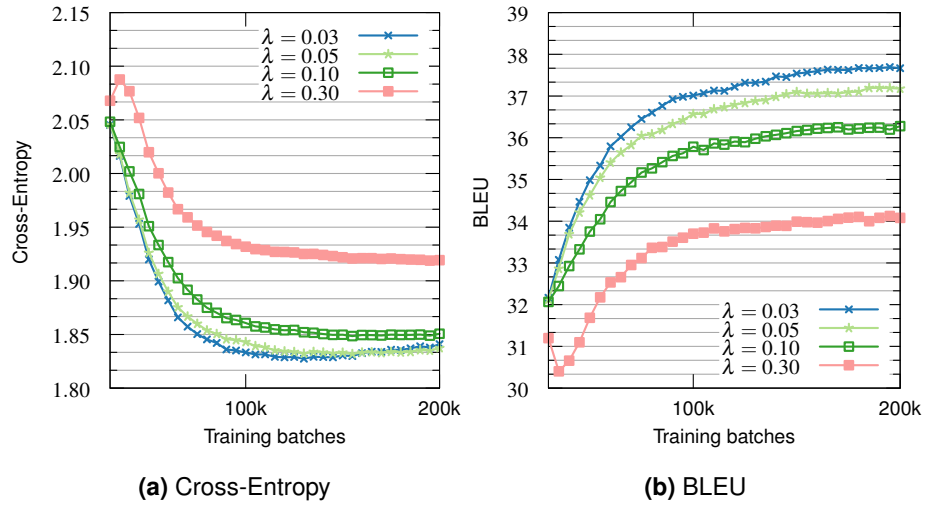 2.15
2.10
2.05
2.00
1.95
1.90
1.85
1.80
Cross-Entropy
λ = 0.03
λ = 0.05
λ = 0.10
λ = 0.30
100k
200k
Training batches
(a) Cross-Entropy
39
38
37
36
35
34
33
32
31
30
BLEU
λ = 0.03
λ = 0.05
λ = 0.10
λ = 0.30
100k
200k
Training batches
(b) BLEU